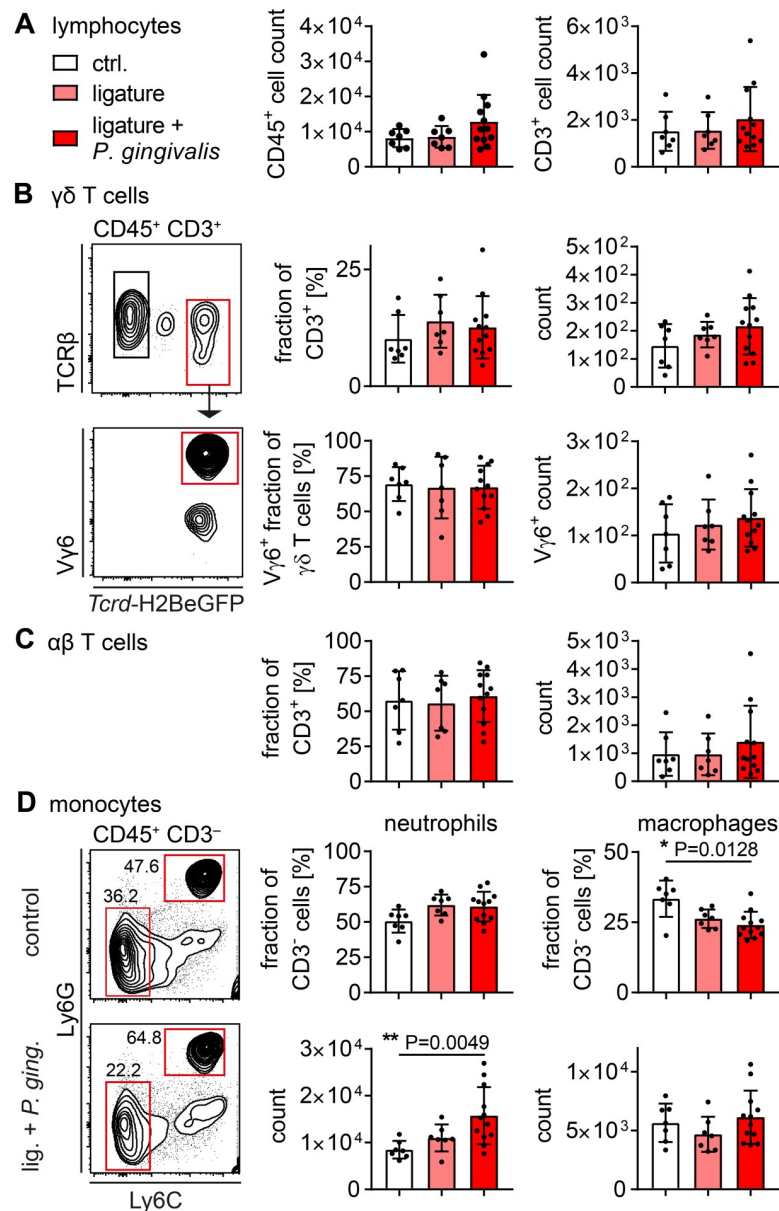 A lymphocytes
ctrl.
ligature
ligature +
P. gingivalis
CD45⁺ cell count
4×10⁴
3×10⁴
2×10⁴
1×10⁴
0
CD3⁺ cell count
6×10³
4×10³
2×10³
0
B γδ T cells
CD45⁺ CD3⁺
TCRβ
fraction of
CD3⁺ [%]
25
0
count
5×10²
4×10²
3×10²
2×10²
1×10²
0
Vγ6
Tcrd-H2BeGFP
Vγ6⁺ fraction of
γδ T cells [%]
100
75
50
25
0
Vγ6⁺ count
3×10²
2×10²
1×10²
0
C αβ T cells
fraction of
CD3⁺ [%]
100
75
50
25
0
count
5×10³
4×10³
3×10³
2×10³
1×10³
0
D monocytes
CD45⁺ CD3⁻
neutrophils
macrophages
control
47.6
36.2
Ly6G
fraction of
CD3⁻ cells [%]
100
75
50
25
0
fraction of
CD3⁻ cells [%]
50
25
0
* P=0.0128
lig. + P. ging.
64.8
22.2
Ly6C
count
3×10⁴
2×10⁴
1×10⁴
0
** P=0.0049
count
1×10⁴
5×10³
0